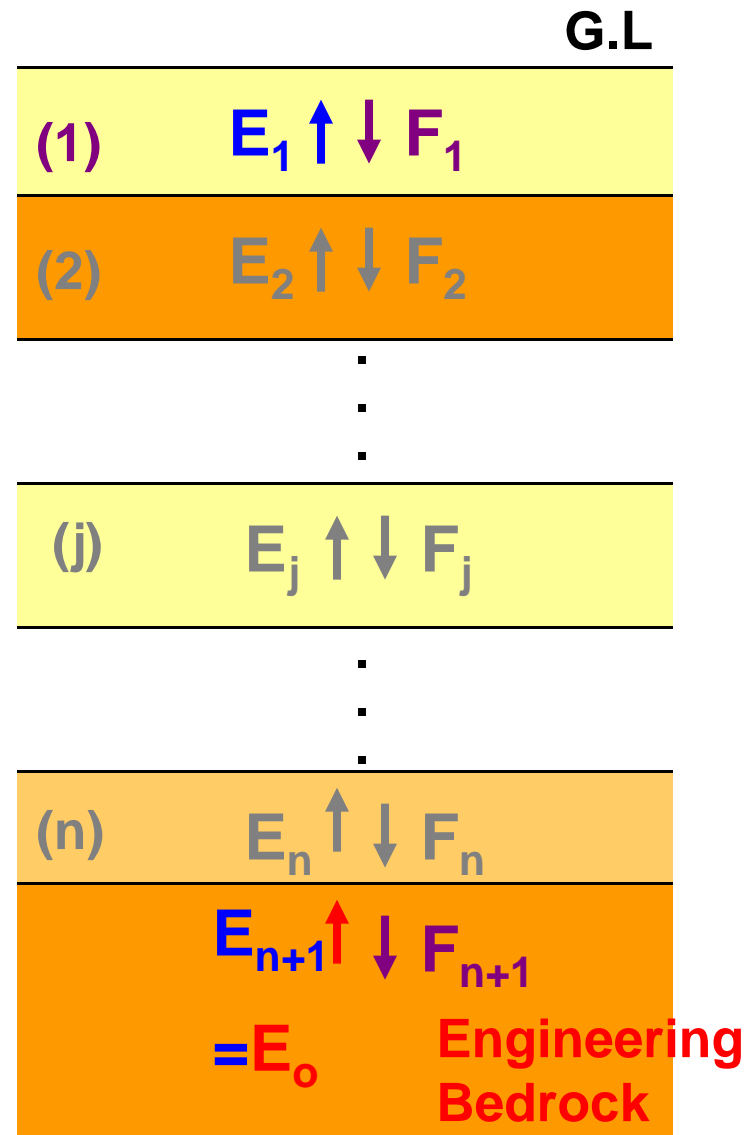 G.L
(1) E1 F1
(2) E2 F2
(j) Ej Fj
(n) En Fn
En+1 Fn+1
=Eo Engineering
Bedrock